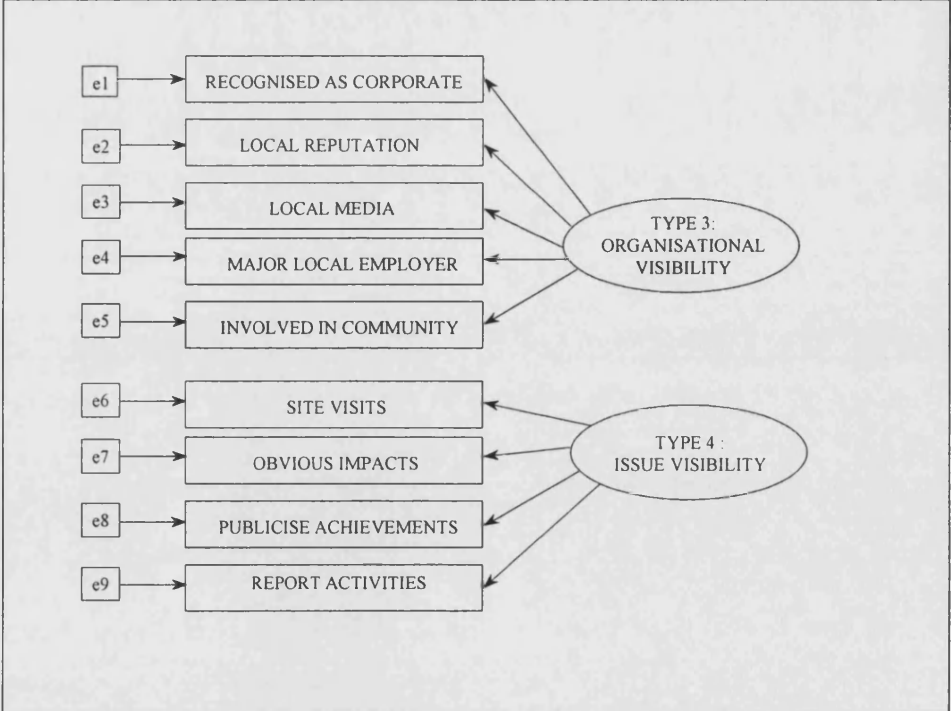 e1
RECOGNISED AS CORPORATE
e2
LOCAL REPUTATION
e3
LOCAL MEDIA
e4
MAJOR LOCAL EMPLOYER
e5
INVOLVED IN COMMUNITY
TYPE 3:
ORGANISATIONAL
VISIBILITY
e6
SITE VISITS
e7
OBVIOUS IMPACTS
e8
PUBLICISE ACHIEVEMENTS
e9
REPORT ACTIVITIES
TYPE 4 :
ISSUE VISIBILITY